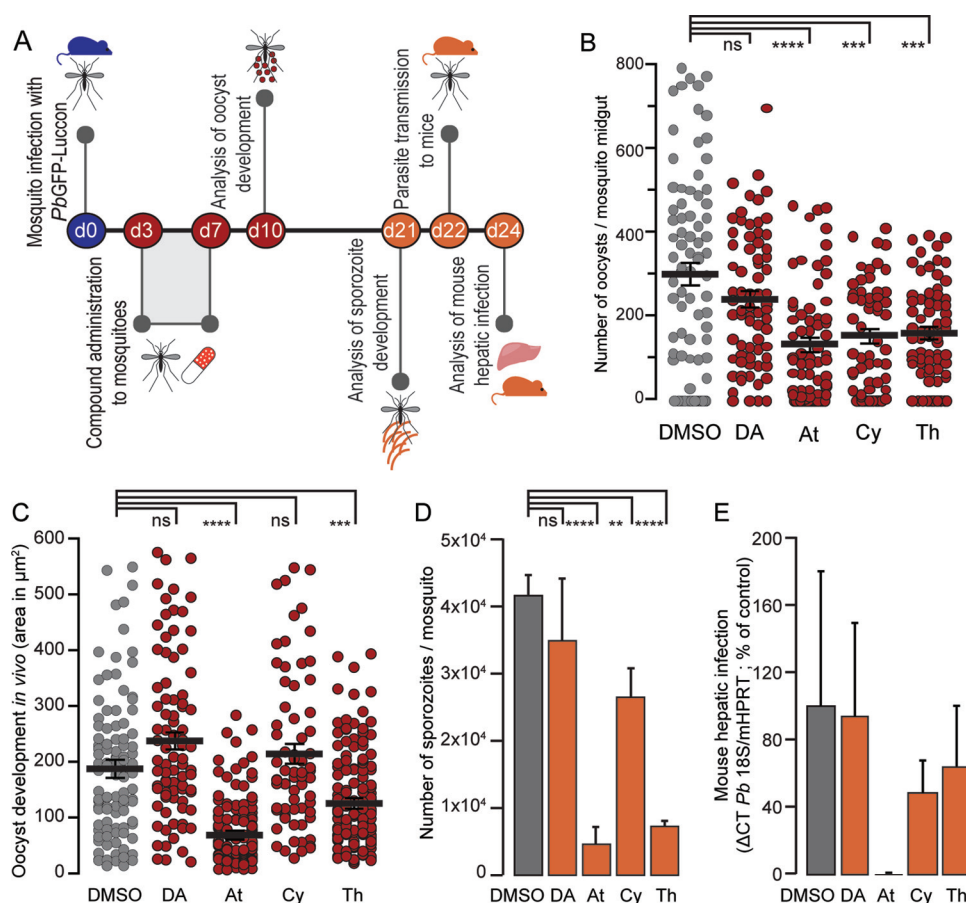 A
Mosquito infection with
PbGFP-Luccon
Compound administration
to mosquitoes
Analysis of oocyst
development
Analysis of sporozoite
development
Parasite transmission
to mice
Analysis of mouse
hepatic infection
d0 d3 d7 d10 d21 d22 d24
B
ns **** *** ***
Number of oocysts / mosquito midgut
800
600
400
200
0
DMSO DA At Cy Th
C
ns **** ns ***
Oocyst development in vivo (area in µm²)
600
500
400
300
200
100
0
DMSO DA At Cy Th
D
ns **** ** ****
Number of sporozoites / mosquito
5x10⁴
4x10⁴
3x10⁴
2x10⁴
1x10⁴
0
DMSO DA At Cy Th
E
Mouse hepatic infection
(ΔCT Pb 18S/mHPRT ; % of control)
200
160
120
80
40
0
DMSO DA At Cy Th